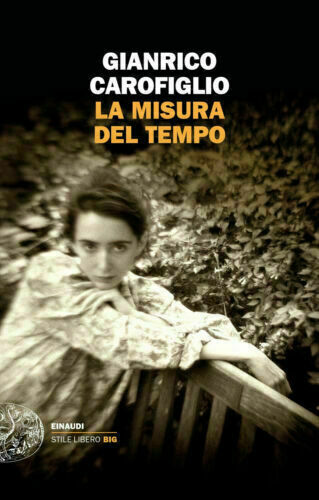 GIANRICO
CAROFIGLIO
LA MISURA
DEL TEMPO
EINAUDI
STILE LIBERO BIG